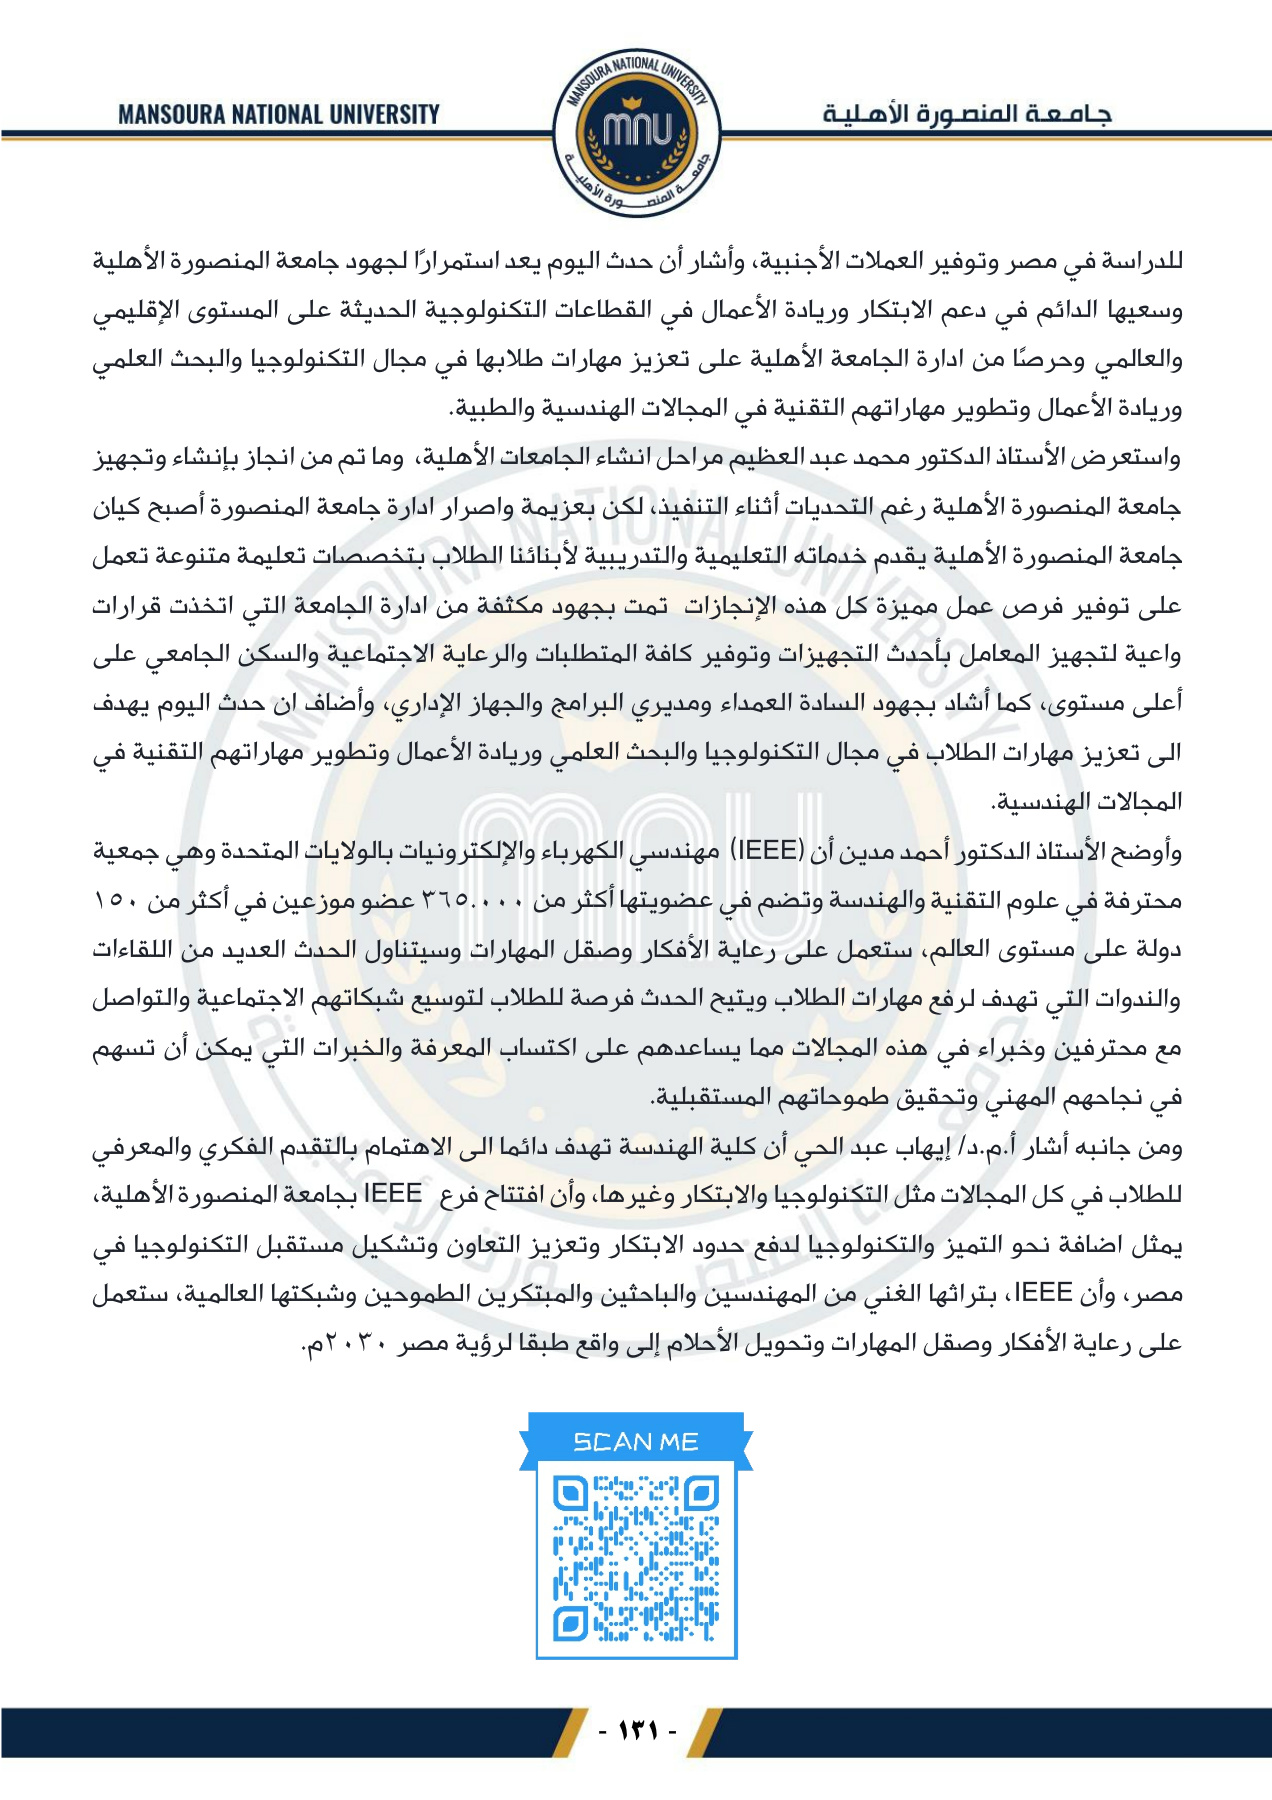 MANSOURA NATIONAL UNIVERSITY
MANSOURA NATIONAL UNIVERSITY
mnu
جامعة المنصورة الأهلية
جامعة المنصورة الأهلية
للدراسة في مصر وتوفير العملات الأجنبية، وأشار أن حدث اليوم يعد استمرارًا لجهود جامعة المنصورة الأهلية
وسعيها الدائم في دعم الابتكار وريادة الأعمال في القطاعات التكنولوجية الحديثة على المستوى الإقليمي
والعالمي وحرصًا من ادارة الجامعة الأهلية على تعزيز مهارات طلابها في مجال التكنولوجيا والبحث العلمي
وريادة الأعمال وتطوير مهاراتهم التقنية في المجالات الهندسية والطبية.
واستعرض الأستاذ الدكتور محمد عبد العظيم مراحل انشاء الجامعات الأهلية، وما تم من انجاز بإنشاء وتجهيز
جامعة المنصورة الأهلية رغم التحديات أثناء التنفيذ، لكن بعزيمة واصرار ادارة جامعة المنصورة أصبح كيان
جامعة المنصورة الأهلية يقدم خدماته التعليمية والتدريبية لأبنائنا الطلاب بتخصصات تعليمة متنوعة تعمل
على توفير فرص عمل مميزة كل هذه الإنجازات تمت بجهود مكثفة من ادارة الجامعة التي اتخذت قرارات
واعية لتجهيز المعامل بأحدث التجهيزات وتوفير كافة المتطلبات والرعاية الاجتماعية والسكن الجامعي على
أعلى مستوى، كما أشاد بجهود السادة العمداء ومديري البرامج والجهاز الإداري، وأضاف ان حدث اليوم يهدف
الى تعزيز مهارات الطلاب في مجال التكنولوجيا والبحث العلمي وريادة الأعمال وتطوير مهاراتهم التقنية في
المجالات الهندسية.
وأوضح الأستاذ الدكتور أحمد مدين أن (IEEE) مهندسي الكهرباء والإلكترونيات بالولايات المتحدة وهي جمعية
محترفة في علوم التقنية والهندسة وتضم في عضويتها أكثر من ٣٦٥.٠٠٠ عضو موزعين في أكثر من ١٥٠
دولة على مستوى العالم، ستعمل على رعاية الأفكار وصقل المهارات وسيتناول الحدث العديد من اللقاءات
والندوات التي تهدف لرفع مهارات الطلاب ويتيح الحدث فرصة للطلاب لتوسيع شبكاتهم الاجتماعية والتواصل
مع محترفين وخبراء في هذه المجالات مما يساعدهم على اكتساب المعرفة والخبرات التي يمكن أن تسهم
في نجاحهم المهني وتحقيق طموحاتهم المستقبلية.
ومن جانبه أشار أ.م.د/ إيهاب عبد الحي أن كلية الهندسة تهدف دائما الى الاهتمام بالتقدم الفكري والمعرفي
للطلاب في كل المجالات مثل التكنولوجيا والابتكار وغيرها، وأن افتتاح فرع IEEE بجامعة المنصورة الأهلية،
يمثل اضافة نحو التميز والتكنولوجيا لدفع حدود الابتكار وتعزيز التعاون وتشكيل مستقبل التكنولوجيا في
مصر، وأن IEEE، بتراثها الغني من المهندسين والباحثين والمبتكرين الطموحين وشبكتها العالمية، ستعمل
على رعاية الأفكار وصقل المهارات وتحويل الأحلام إلى واقع طبقا لرؤية مصر ٢٠٣٠م.
SCAN ME
- ١٣١ -